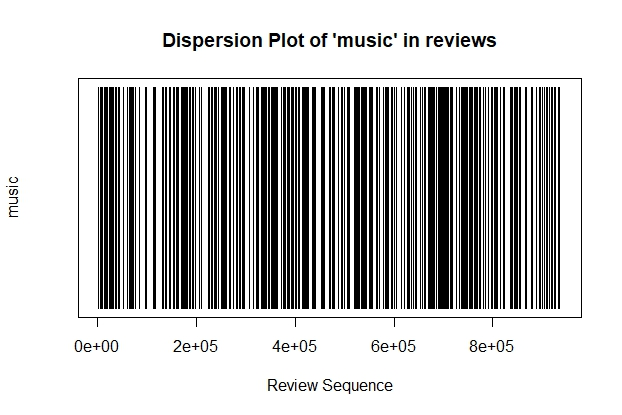 Dispersion Plot of 'music' in reviews
music
0e+00 2e+05 4e+05 6e+05 8e+05
Review Sequence